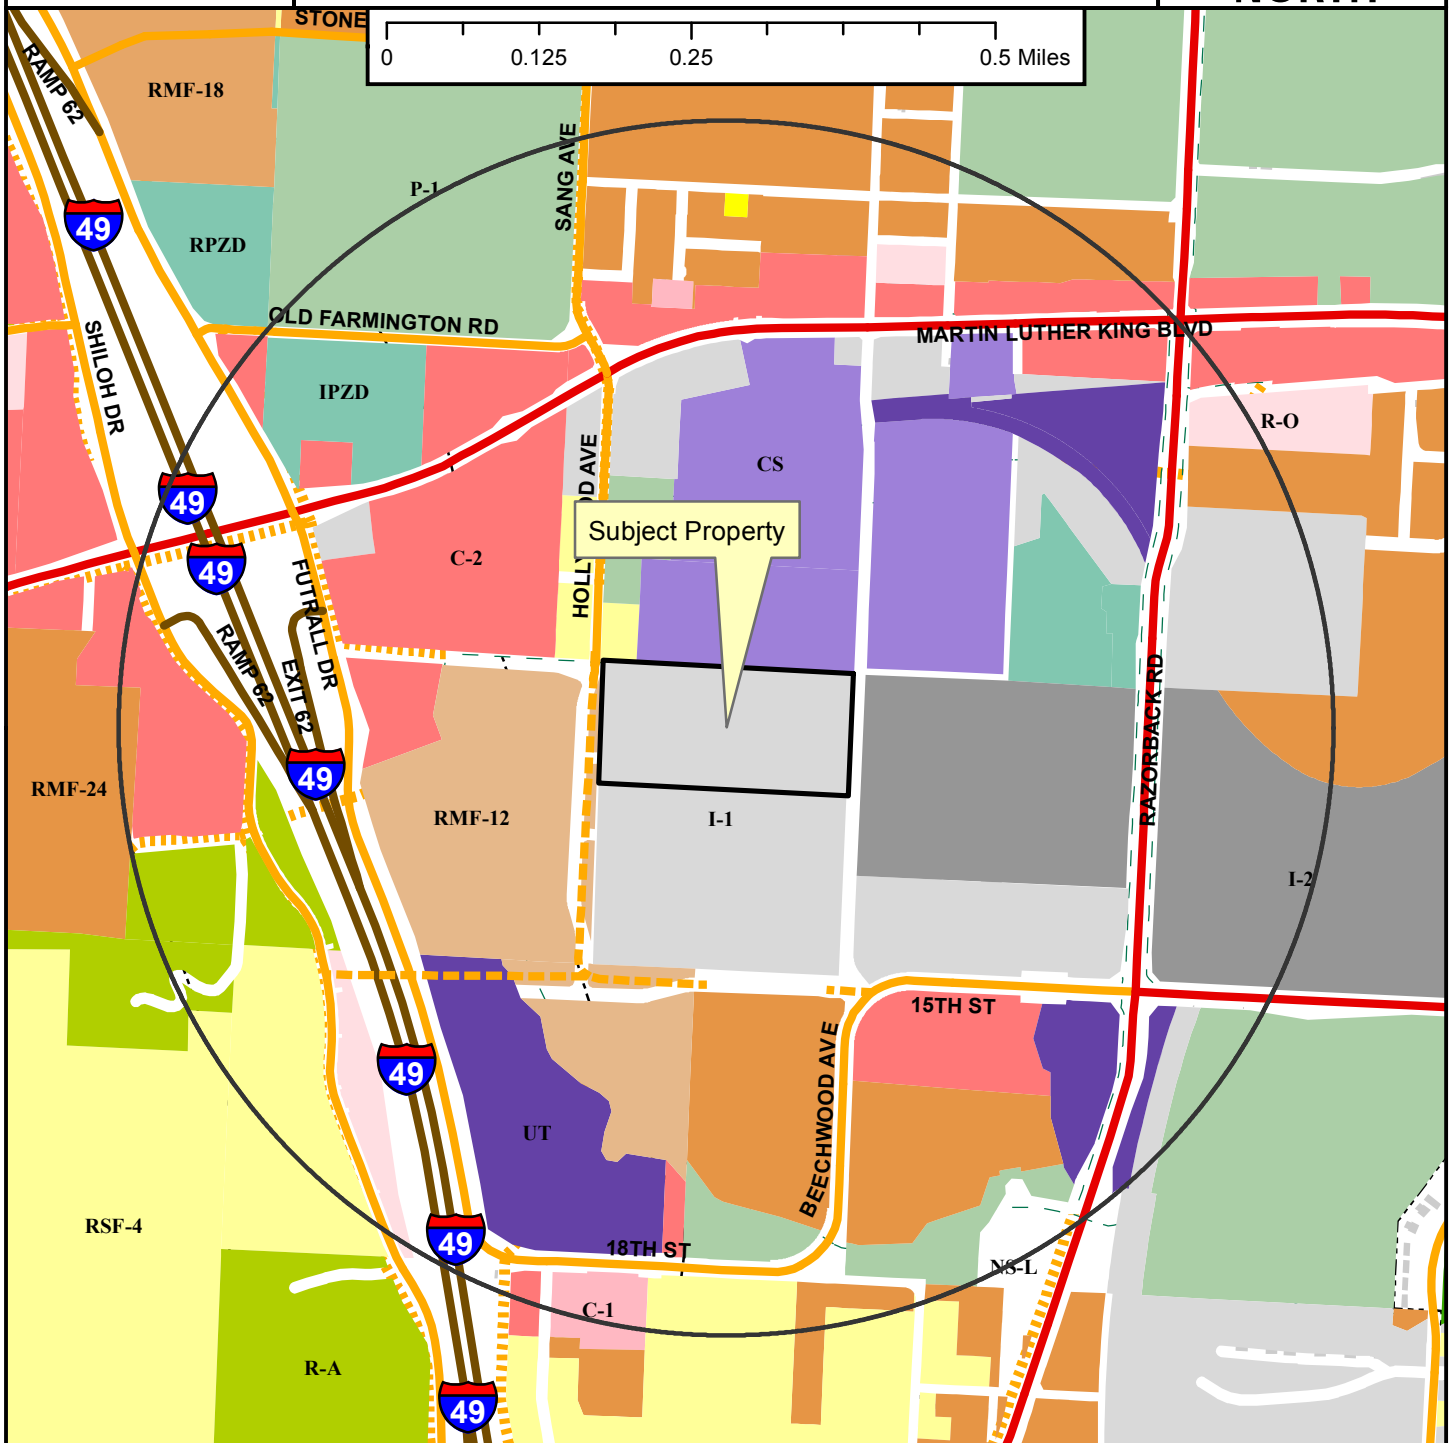 NORTH
STONE
0 0.125 0.25 0.5 Miles
RAMP 62
RMF-18
SANG AVE
P-1
49
RPZD
OLD FARMINGTON RD
MARTIN LUTHER KING BLVD
SHILOH DR
IPZD
R-O
CS
HOLLYWOOD AVE
49
Subject Property
C-2
49
FUTRALL DR
RAMP 62
EXIT 62
RAZORBACK RD
49
RMF-24
RMF-12
I-1
I-2
15TH ST
49
BEECHWOOD AVE
UT
RSF-4
49
18TH ST
NS-L
C-1
R-A
49